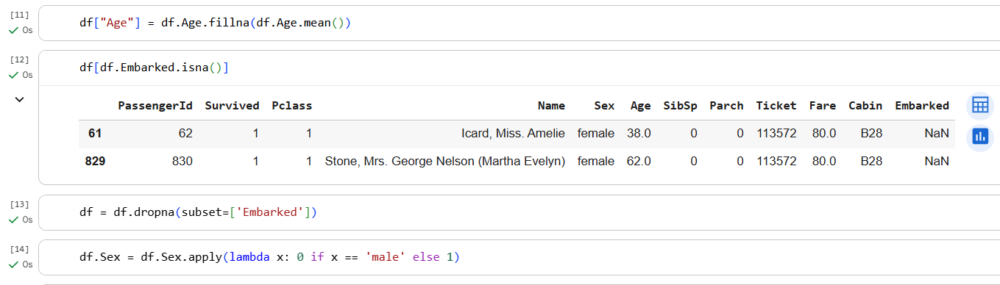 [11]
0s
df["Age"] = df.Age.fillna(df.Age.mean())
[12]
0s
df[df.Embarked.isna()]
PassengerId Survived Pclass Name Sex Age SibSp Parch Ticket Fare Cabin Embarked
61 62 1 1 Icard, Miss. Amelie female 38.0 0 0 113572 80.0 B28 NaN
829 830 1 1 Stone, Mrs. George Nelson (Martha Evelyn) female 62.0 0 0 113572 80.0 B28 NaN
[13]
0s
df = df.dropna(subset=['Embarked'])
[14]
0s
df.Sex = df.Sex.apply(lambda x: 0 if x == 'male' else 1)